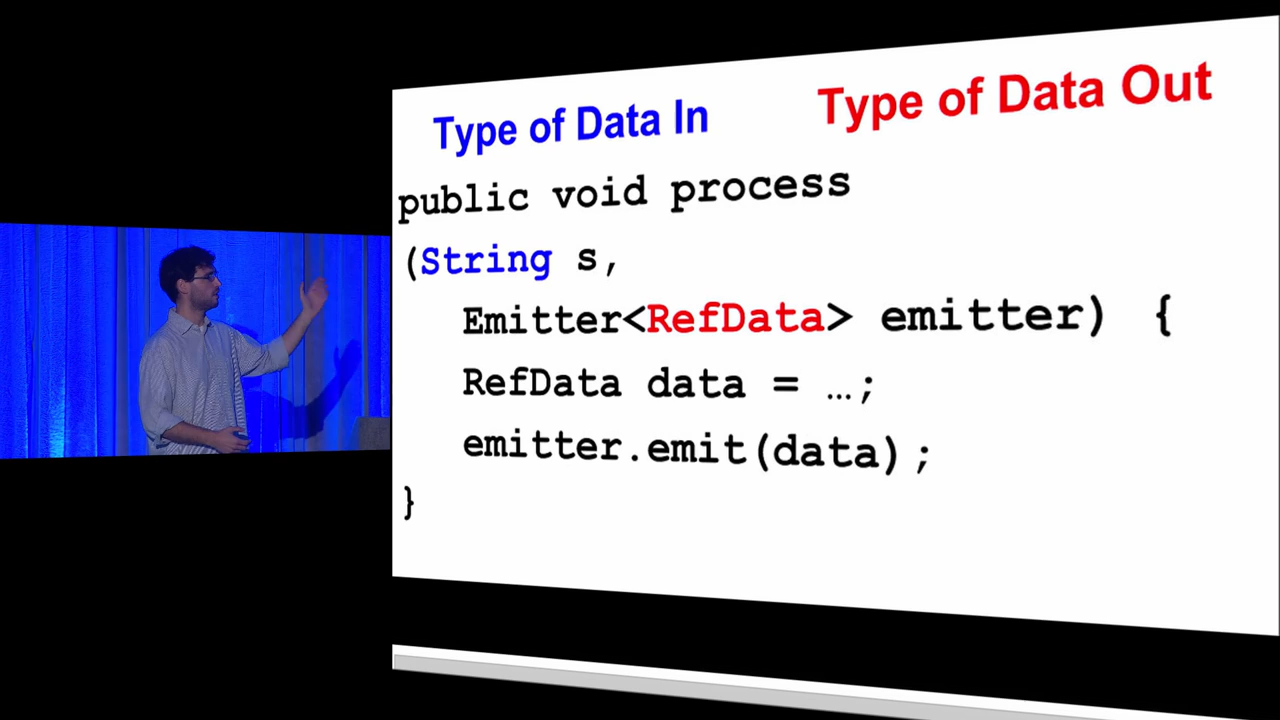 Type of Data In
Type of Data Out
public void process
(String s,
Emitter<RefData> emitter) {
RefData data = …;
emitter.emit(data);
}